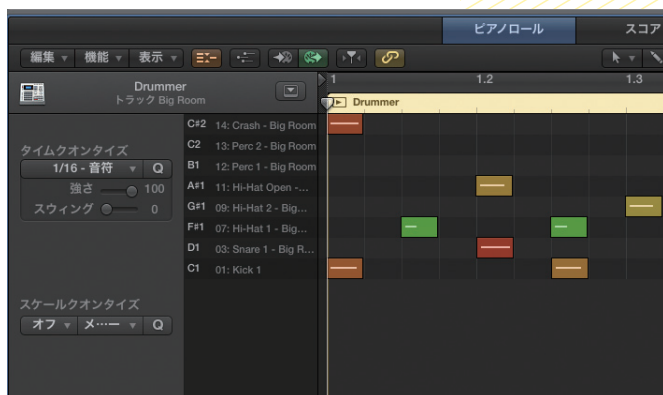 ピアノロール スコア
編集 機能 表示
Drummer
トラック Big Room
1 1.2 1.3
Drummer
タイムクオンタイズ
1/16 - 音符 Q
強さ 100
スウィング 0
スケールクオンタイズ
オフ メ…ー Q
C#2 14: Crash - Big Room
C2 13: Perc 2 - Big Room
B1 12: Perc 1 - Big Room
A#1 11: Hi-Hat Open -...
G#1 09: Hi-Hat 2 - Big...
F#1 07: Hi-Hat 1 - Big...
D1 03: Snare 1 - Big R...
C1 01: Kick 1